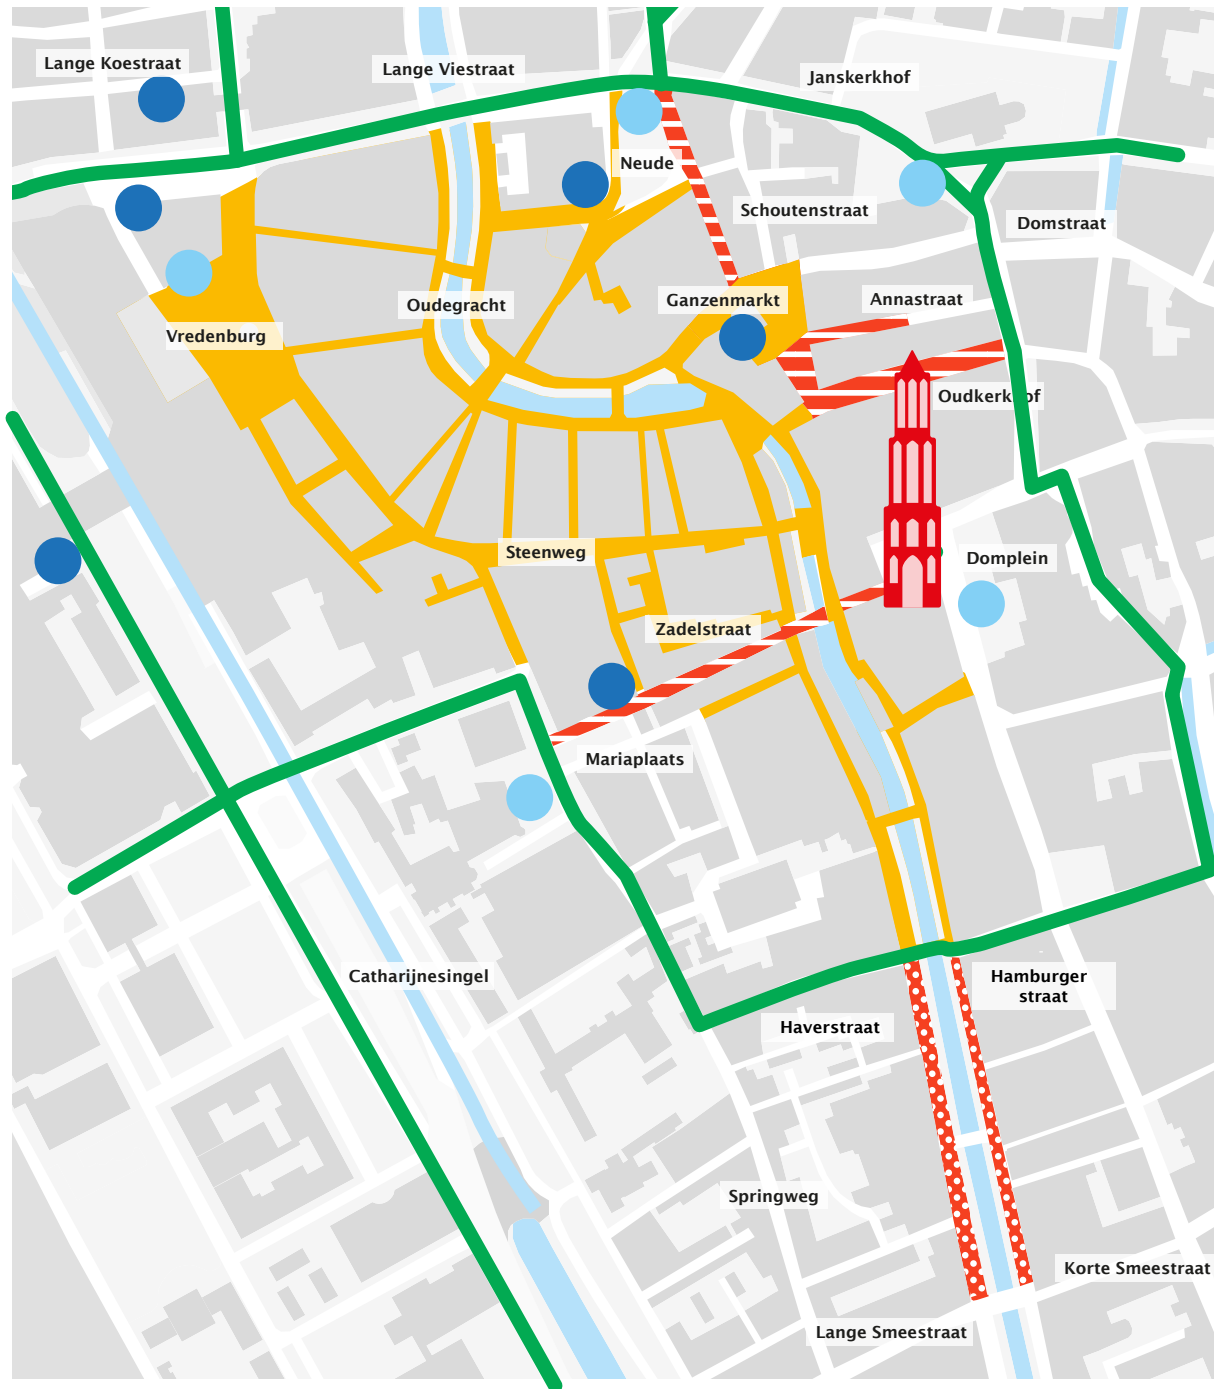 Lange Koestraat
Lange Viestraat
Janskerkhof
Neude
Schoutenstraat
Domstraat
Oudegracht
Ganzenmarkt
Annastraat
Vredenburg
Oudkerkhof
Steenweg
Domplein
Zadelstraat
Mariaplaats
Catharijnesingel
Hamburger
straat
Haverstraat
Springweg
Korte Smeestraat
Lange Smeestraat